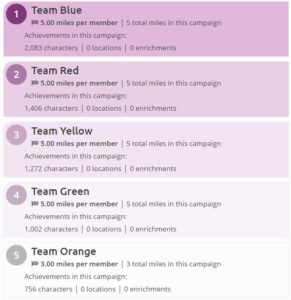 1 Team Blue
5.00 miles per member | 5 total miles in this campaign
Achievements in this campaign:
2,083 characters | 0 locations | 0 enrichments
2 Team Red
5.00 miles per member | 5 total miles in this campaign
Achievements in this campaign:
1,406 characters | 0 locations | 0 enrichments
3 Team Yellow
5.00 miles per member | 5 total miles in this campaign
Achievements in this campaign:
1,272 characters | 0 locations | 0 enrichments
4 Team Green
5.00 miles per member | 5 total miles in this campaign
Achievements in this campaign:
1,002 characters | 0 locations | 0 enrichments
5 Team Orange
3.00 miles per member | 3 total miles in this campaign
Achievements in this campaign:
756 characters | 0 locations | 0 enrichments